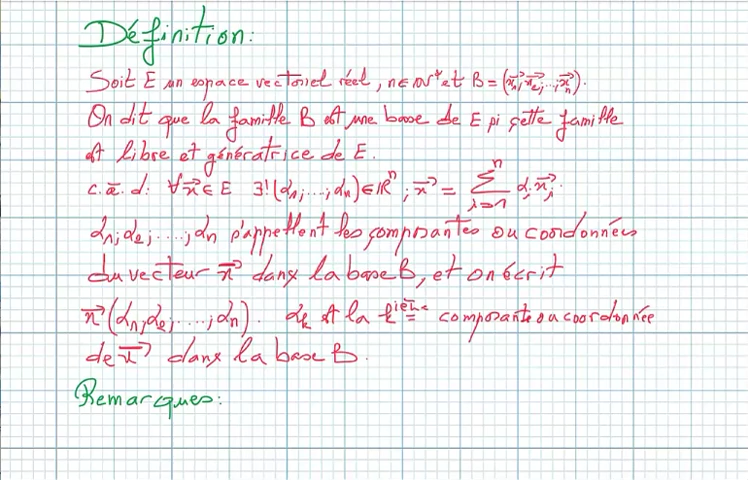 Définition:
Soit E un espace vectoriel réel, n∈ℕ* et B = (x⃗₁; x⃗₂; ...; x⃗ₙ).
On dit que la famille B est une base de E si cette famille
est libre et génératrice de E.
c.à.d: ∀x⃗∈E ∃!(α₁;...;αₙ)∈ℝⁿ; x⃗ = Σⁿᵢ₌₁ αᵢx⃗ᵢ.
α₁;α₂;....;αₙ s'appellent les composantes ou coordonnées
du vecteur x⃗ dans la base B, et on écrit
x⃗(α₁;α₂;....;αₙ). αₖ est la kième composante ou coordonnée
de x⃗ dans la base B.
Remarques: